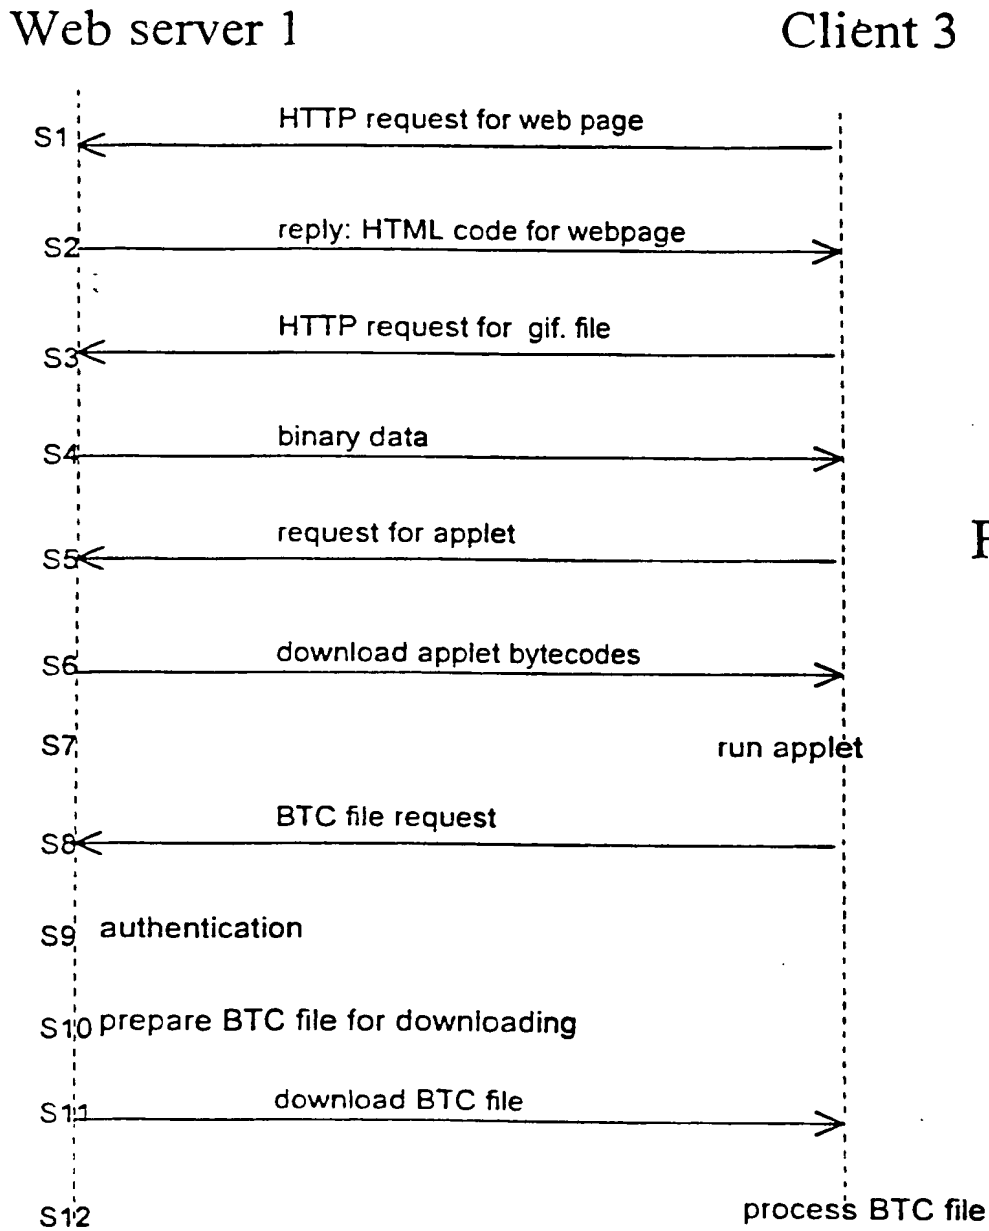 Web server 1 Client 3
S1 HTTP request for web page
S2 reply: HTML code for webpage
S3 HTTP request for gif. file
S4 binary data
S5 request for applet
F
S6 download applet bytecodes
S7 run applet
S8 BTC file request
S9 authentication
S10 prepare BTC file for downloading
S11 download BTC file
S12 process BTC file